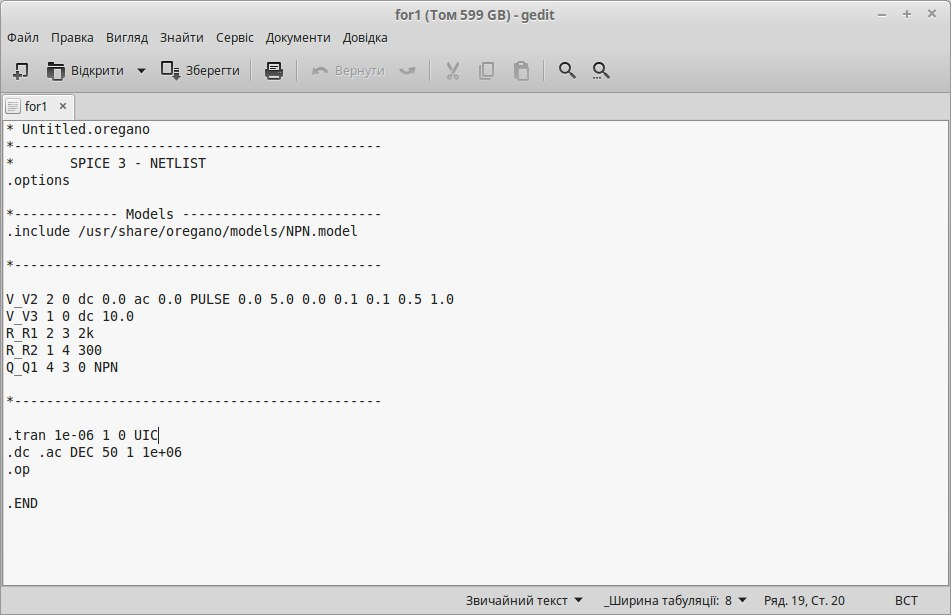 for1 (Том 599 GB) - gedit
Файл Правка Вигляд Знайти Сервіс Документи Довідка
Відкрити Зберегти Вернути
for1
* Untitled.oregano
*----------------------------------------------
* SPICE 3 - NETLIST
.options
*------------- Models -------------------------
.include /usr/share/oregano/models/NPN.model
*----------------------------------------------
V_V2 2 0 dc 0.0 ac 0.0 PULSE 0.0 5.0 0.0 0.1 0.1 0.5 1.0
V_V3 1 0 dc 10.0
R_R1 2 3 2k
R_R2 1 4 300
Q_Q1 4 3 0 NPN
*----------------------------------------------
.tran 1e-06 1 0 UIC
.dc .ac DEC 50 1 1e+06
.op
.END
Звичайний текст _Ширина табуляції: 8 Ряд. 19, Ст. 20 ВСТ